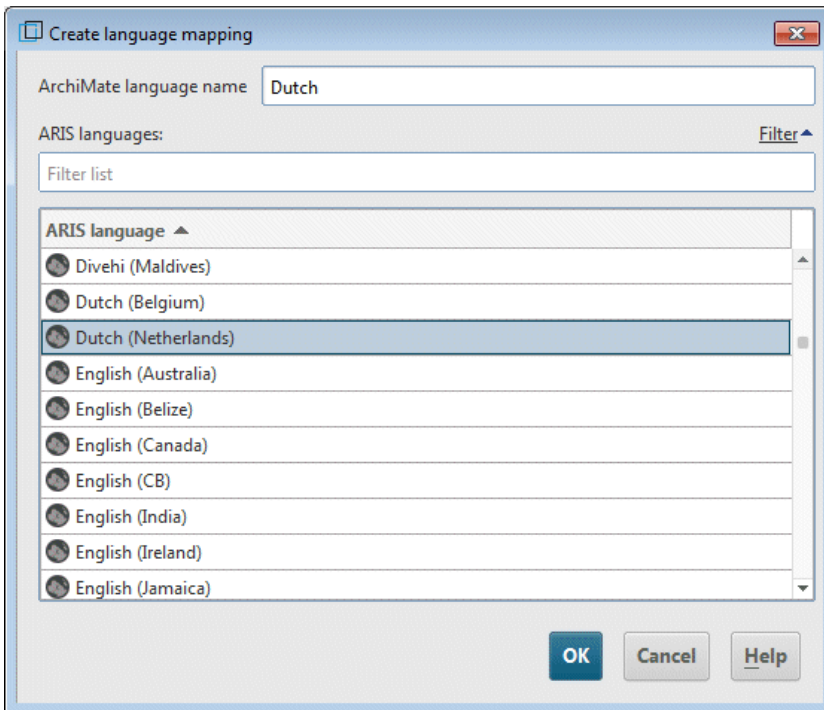 Create language mapping
ArchiMate language name Dutch
ARIS languages: Filter
Filter list
ARIS language
Divehi (Maldives)
Dutch (Belgium)
Dutch (Netherlands)
English (Australia)
English (Belize)
English (Canada)
English (CB)
English (India)
English (Ireland)
English (Jamaica)
OK Cancel Help